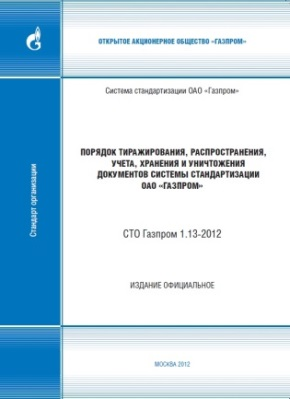 ОТКРЫТОЕ АКЦИОНЕРНОЕ ОБЩЕСТВО «ГАЗПРОМ»
Система стандартизации ОАО «Газпром»
Стандарт организации
ПОРЯДОК ТИРАЖИРОВАНИЯ, РАСПРОСТРАНЕНИЯ,
УЧЕТА, ХРАНЕНИЯ И УНИЧТОЖЕНИЯ
ДОКУМЕНТОВ СИСТЕМЫ СТАНДАРТИЗАЦИИ
ОАО «ГАЗПРОМ»
СТО Газпром 1.13-2012
ИЗДАНИЕ ОФИЦИАЛЬНОЕ
МОСКВА 2012